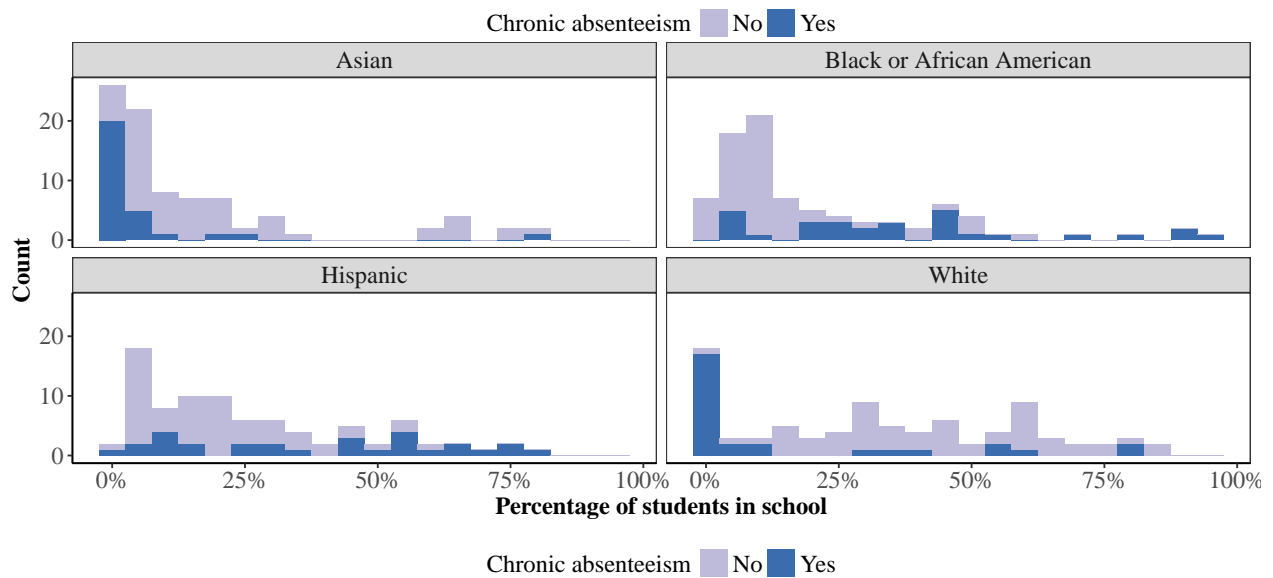 Chronic absenteeism No Yes
Asian
Black or African American
20
10
0
Hispanic
White
20
10
0
Count
0% 25% 50% 75% 100% 0% 25% 50% 75% 100%
Percentage of students in school
Chronic absenteeism No Yes